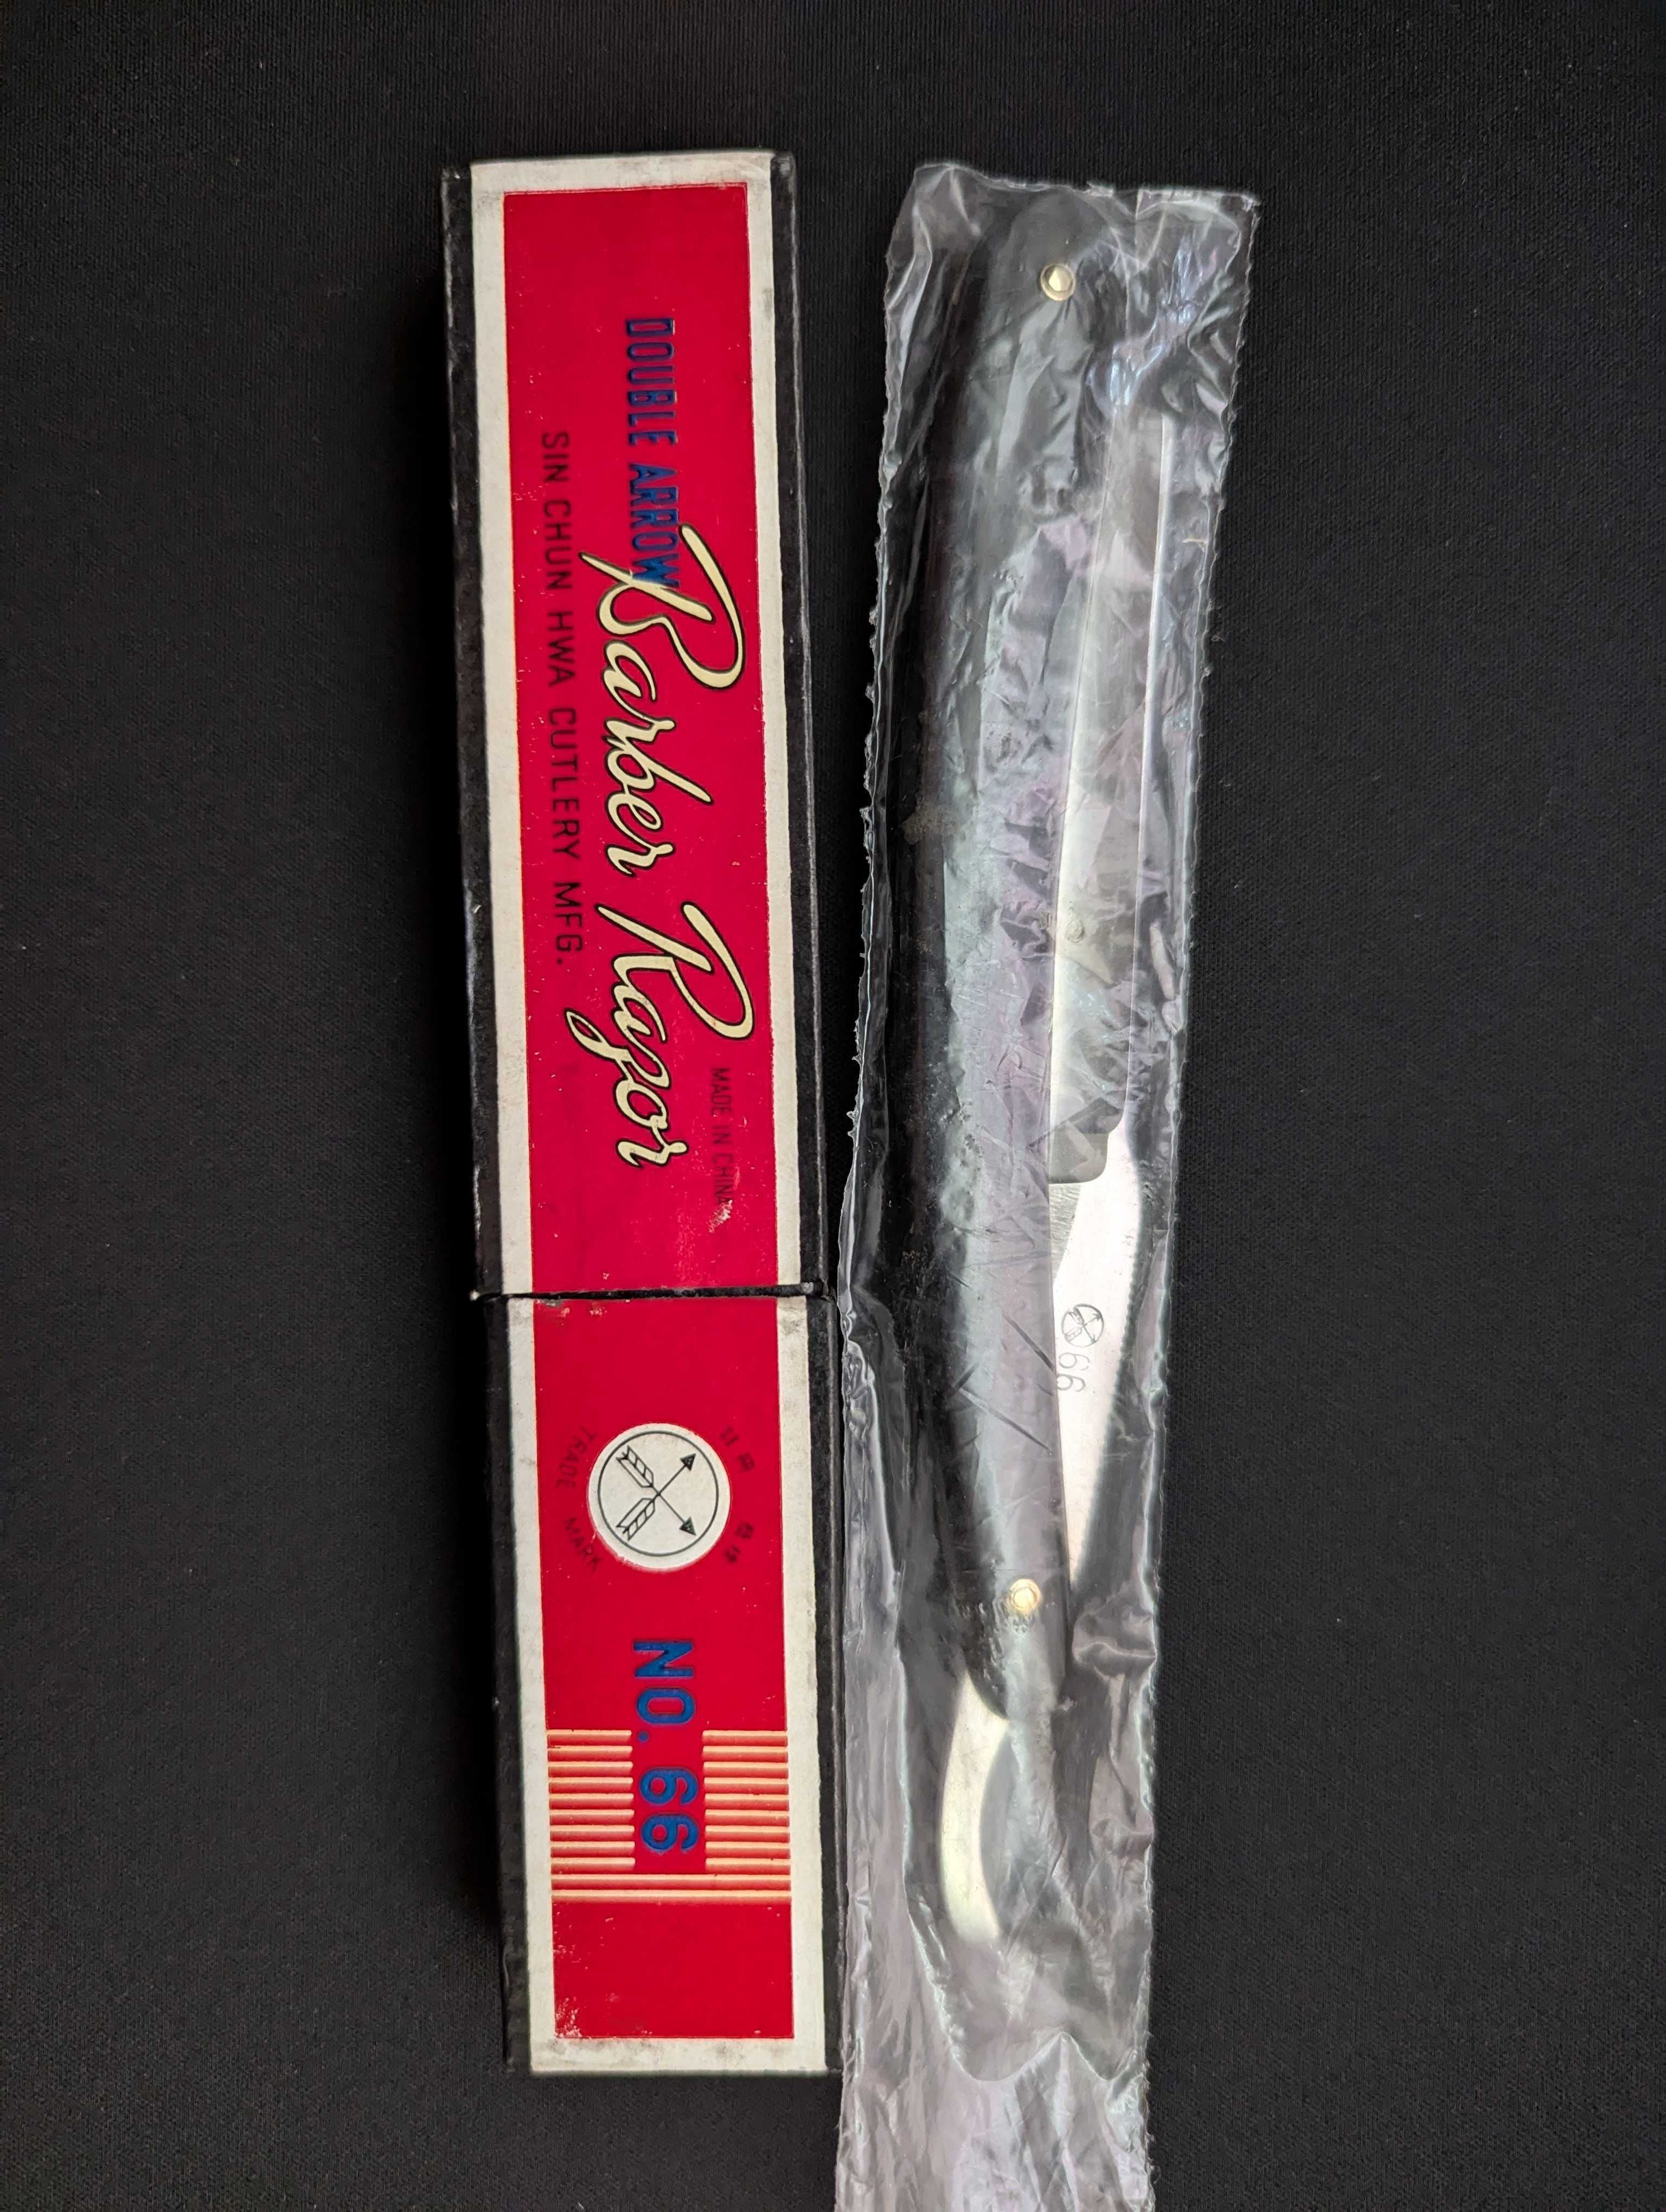 MADE IN CHINA
DOUBLE ARROW
Barber Razor
SIN CHUN HWA CUTLERY MFG.
TRADE MARK
NO. 66
66